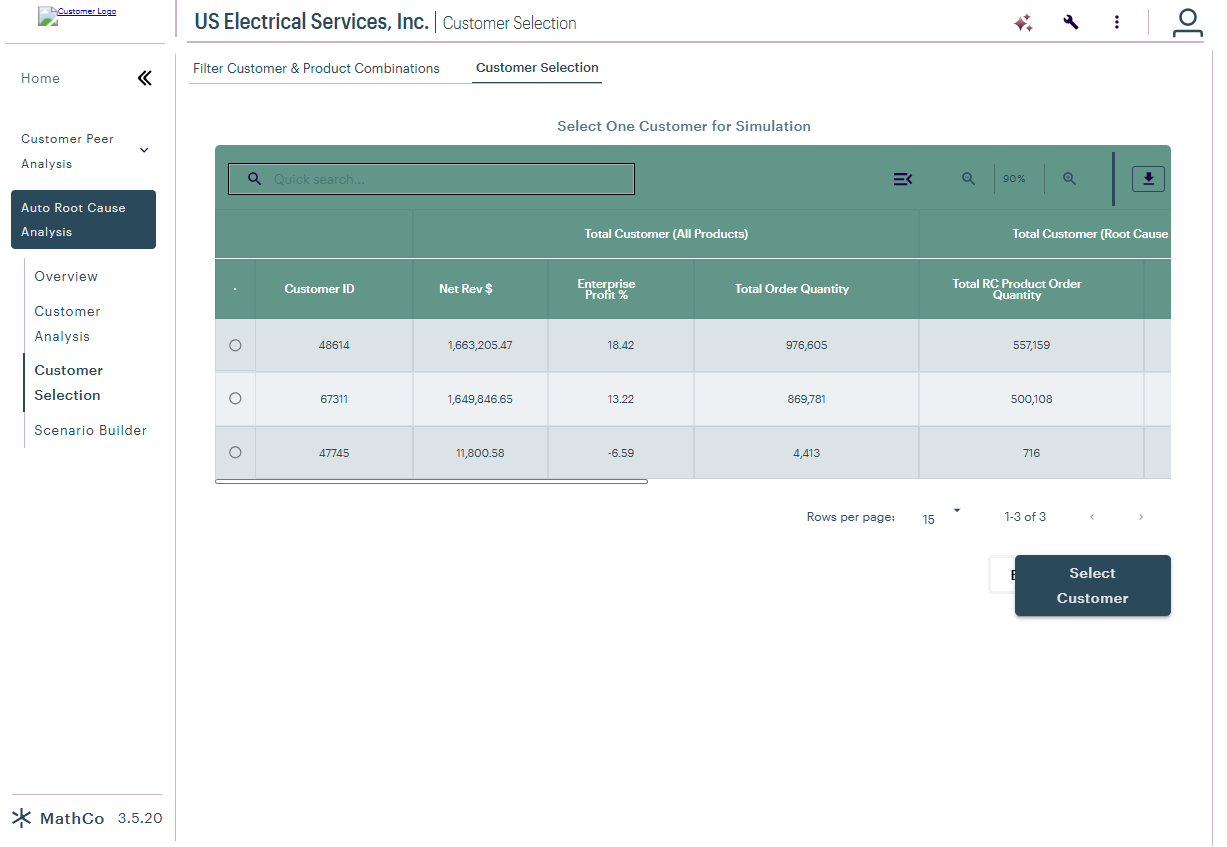 Customer Logo
US Electrical Services, Inc. | Customer Selection
Home
Filter Customer & Product Combinations
Customer Selection
Customer Peer
Analysis
Auto Root Cause
Analysis
Overview
Customer
Analysis
Customer
Selection
Scenario Builder
Select One Customer for Simulation
Quick search...
90%
Total Customer (All Products)
Total Customer (Root Cause
Customer ID
Net Rev $
Enterprise
Profit %
Total Order Quantity
Total RC Product Order
Quantity
48614 1,663,205.47 18.42 976,605 557,159
67311 1,649,846.65 13.22 869,781 500,108
47745 11,800.58 -6.59 4,413 716
Rows per page: 15 1-3 of 3
Select
Customer
MathCo 3.5.20